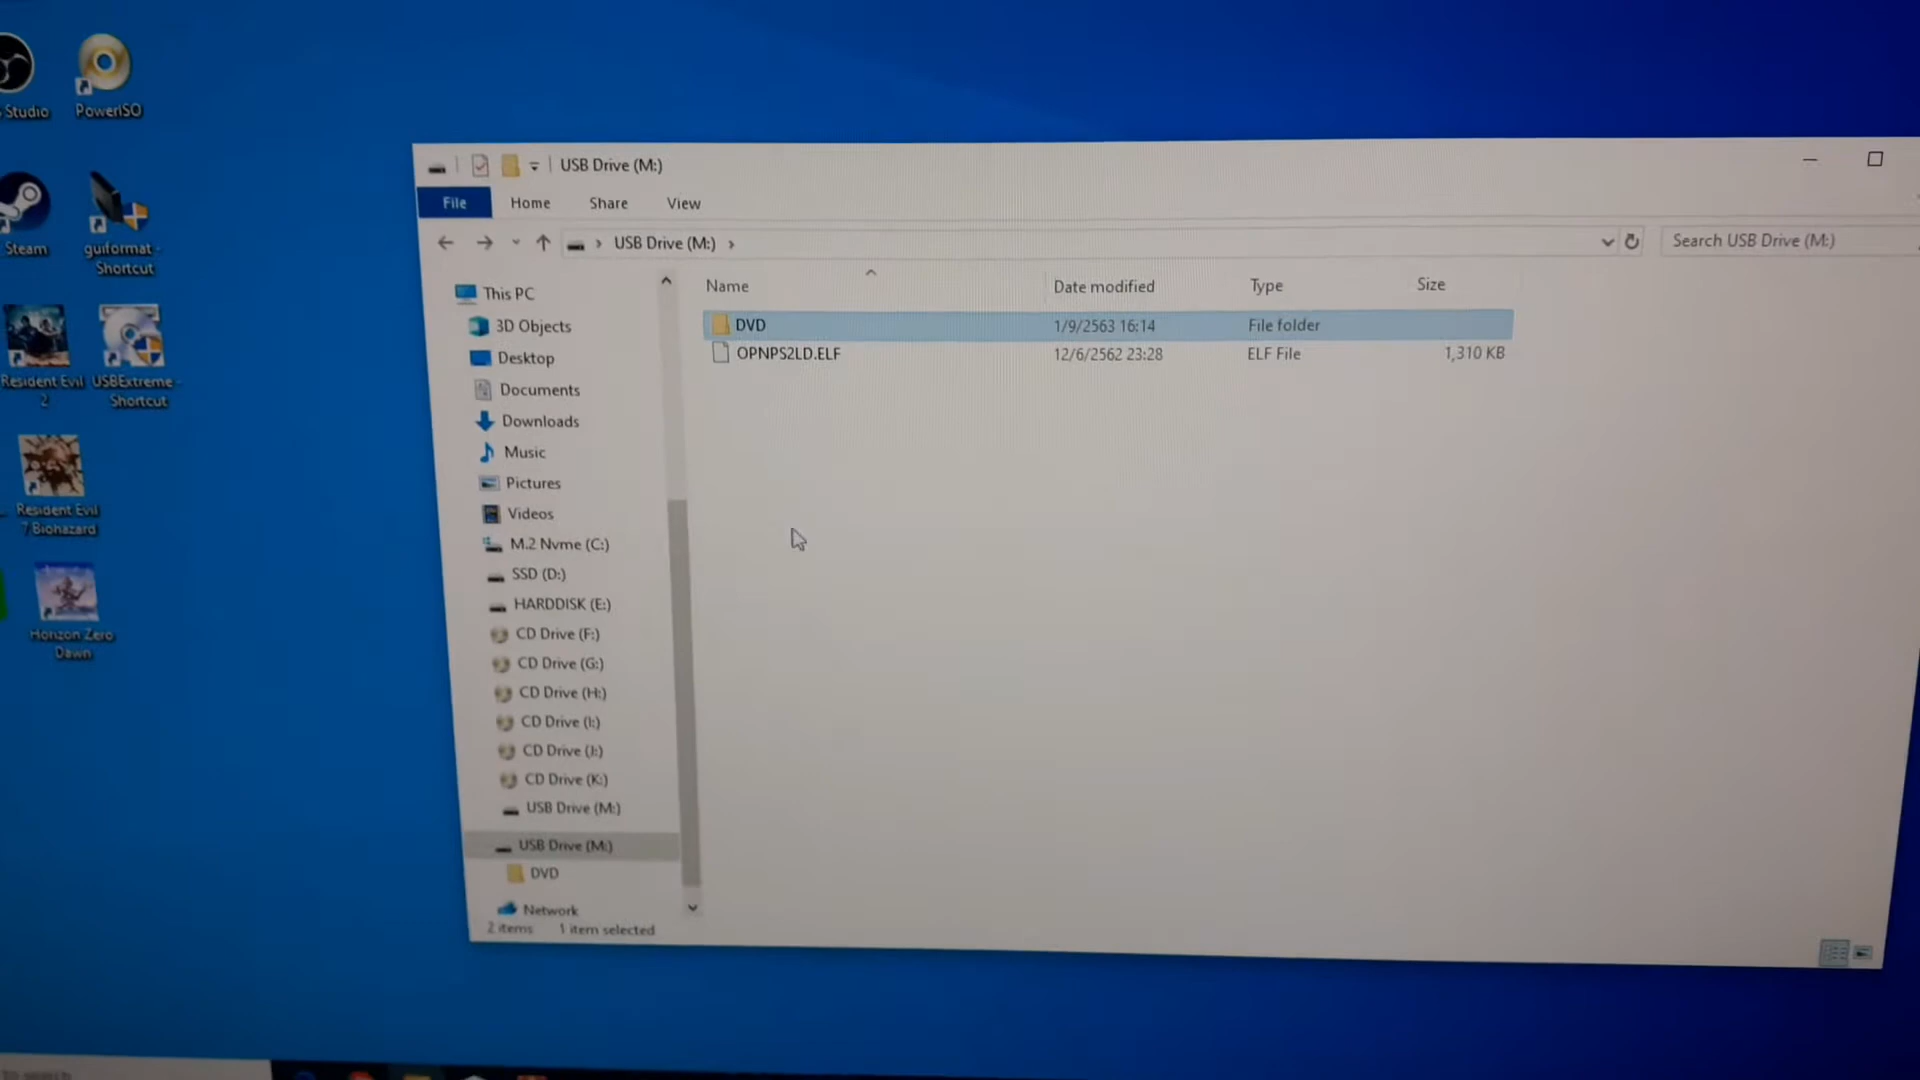 Studio
PowerISO
Steam
guiformat -
Shortcut
Resident Evil
2
USBExtreme -
Shortcut
Resident Evil
7 Biohazard
Horizon Zero
Dawn
USB Drive (M:)
File
Home
Share
View
USB Drive (M:)
Search USB Drive (M:)
Name
Date modified
Type
Size
DVD
1/9/2563 16:14
File folder
OPNPS2LD.ELF
12/6/2562 23:28
ELF File
1,310 KB
This PC
3D Objects
Desktop
Documents
Downloads
Music
Pictures
Videos
M.2 Nvme (C:)
SSD (D:)
HARDDISK (E:)
CD Drive (F:)
CD Drive (G:)
CD Drive (H:)
CD Drive (I:)
CD Drive (J:)
CD Drive (K:)
USB Drive (M:)
USB Drive (M:)
DVD
Network
2 items
1 item selected
to search